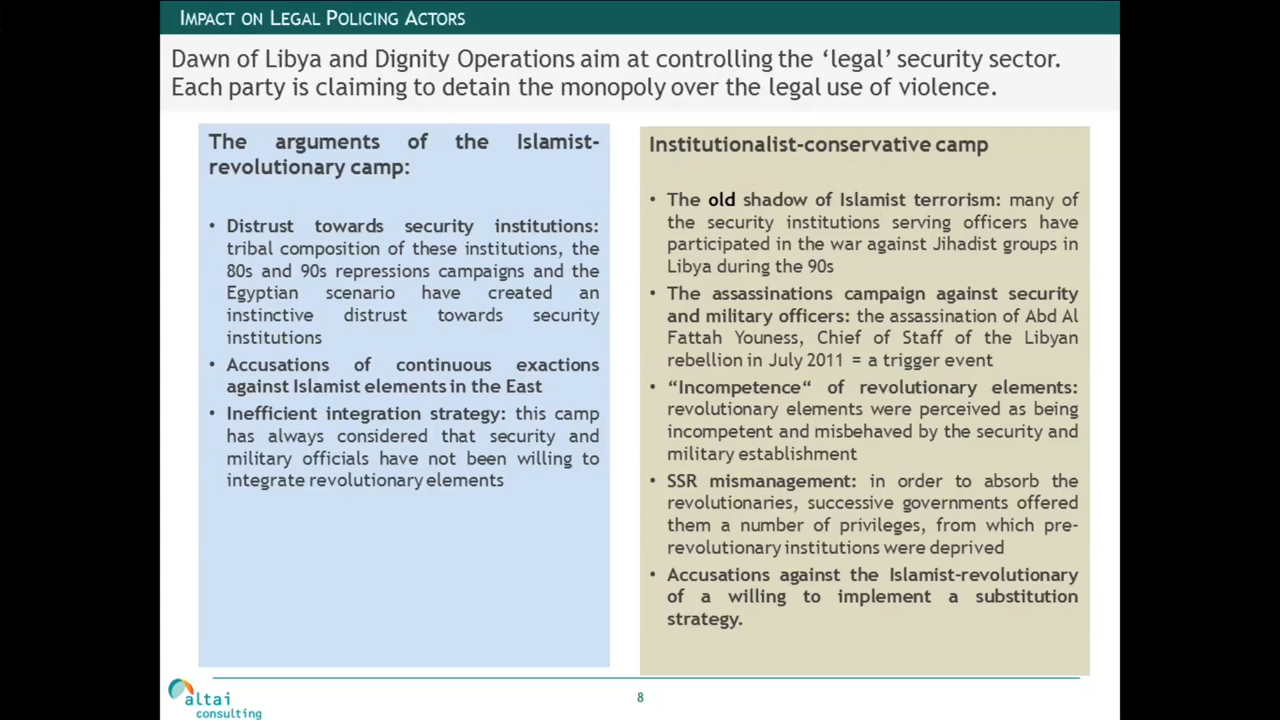 IMPACT ON LEGAL POLICING ACTORS
Dawn of Libya and Dignity Operations aim at controlling the ‘legal’ security sector.
Each party is claiming to detain the monopoly over the legal use of violence.
The arguments of the Islamist-
revolutionary camp:
• Distrust towards security institutions:
tribal composition of these institutions, the
80s and 90s repressions campaigns and the
Egyptian scenario have created an
instinctive distrust towards security
institutions
• Accusations of continuous exactions
against Islamist elements in the East
• Inefficient integration strategy: this camp
has always considered that security and
military officials have not been willing to
integrate revolutionary elements
Institutionalist-conservative camp
• The old shadow of Islamist terrorism: many of
the security institutions serving officers have
participated in the war against Jihadist groups in
Libya during the 90s
• The assassinations campaign against security
and military officers: the assassination of Abd Al
Fattah Youness, Chief of Staff of the Libyan
rebellion in July 2011 = a trigger event
• “Incompetence“ of revolutionary elements:
revolutionary elements were perceived as being
incompetent and misbehaved by the security and
military establishment
• SSR mismanagement: in order to absorb the
revolutionaries, successive governments offered
them a number of privileges, from which pre-
revolutionary institutions were deprived
• Accusations against the Islamist-revolutionary
of a willing to implement a substitution
strategy.
altai
consulting
8